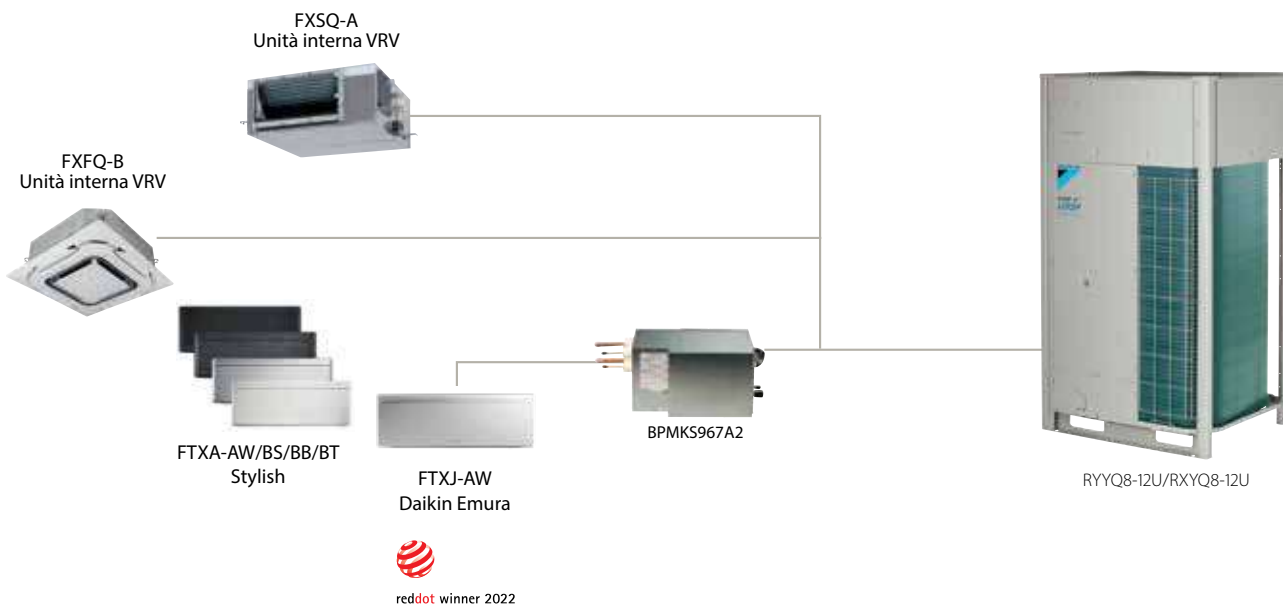 FXSQ-A
Unità interna VRV
FXFQ-B
Unità interna VRV
FTXA-AW/BS/BB/BT
Stylish
FTXJ-AW
Daikin Emura
BPMKS967A2
RYYQ8-12U/RXYQ8-12U
reddot winner 2022